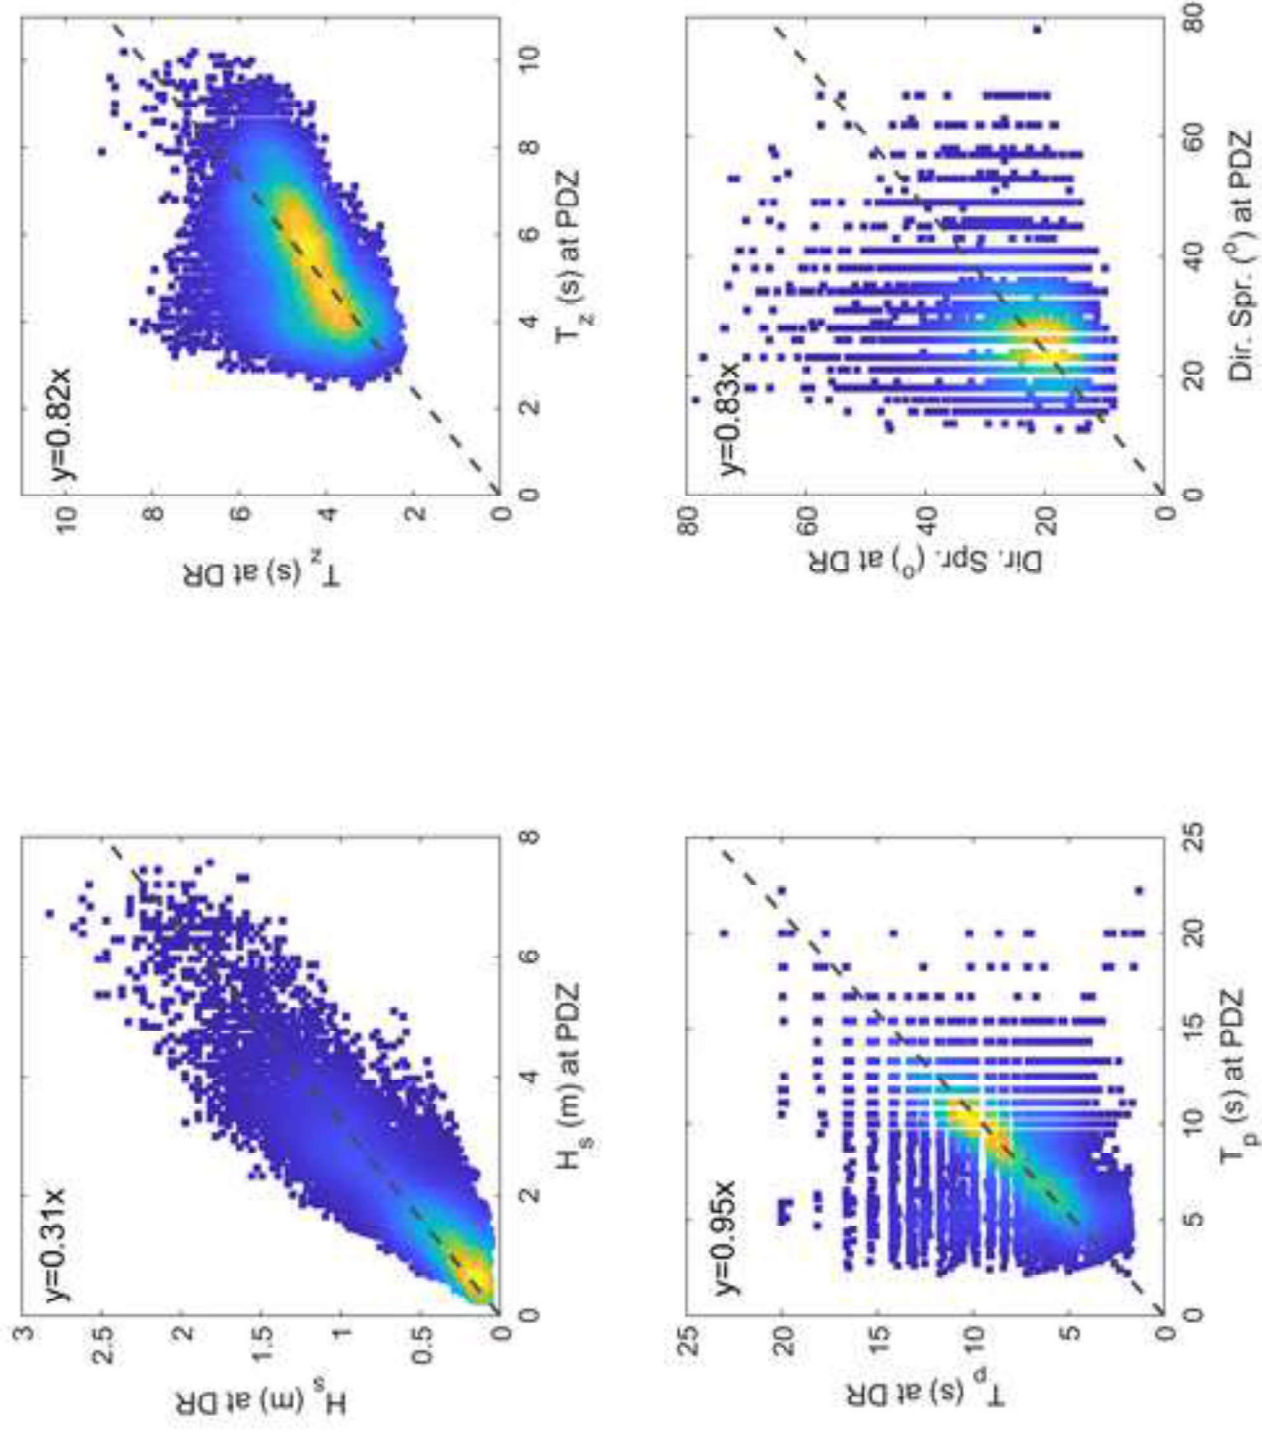 y=0.31x
3
2.5
2
1.5
1
0.5
0
H_s (m) at DR
0 2 4 6 8
H_s (m) at PDZ
y=0.82x
10
8
6
4
2
0
T_z (s) at DR
0 2 4 6 8 10
T_z (s) at PDZ
y=0.95x
25
20
15
10
5
0
T_p (s) at DR
0 5 10 15 20 25
T_p (s) at PDZ
y=0.83x
80
60
40
20
0
Dir. Spr. (°) at DR
0 20 40 60 80
Dir. Spr. (°) at PDZ